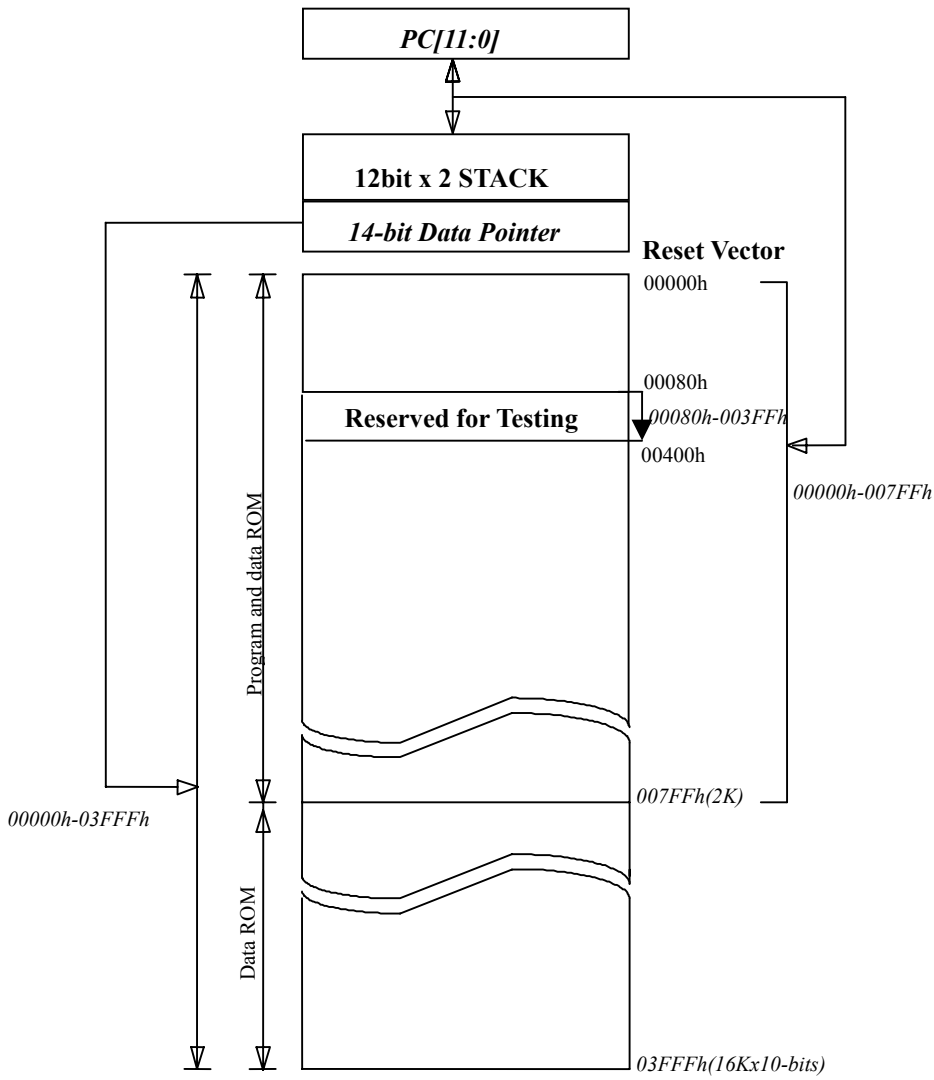 PC[11:0]
12bit x 2 STACK
14-bit Data Pointer
Reset Vector
00000h
00080h
Reserved for Testing
00080h-003FFh
00400h
00000h-007FFh
Program and data ROM
007FFh(2K)
00000h-03FFFh
Data ROM
03FFFh(16Kx10-bits)